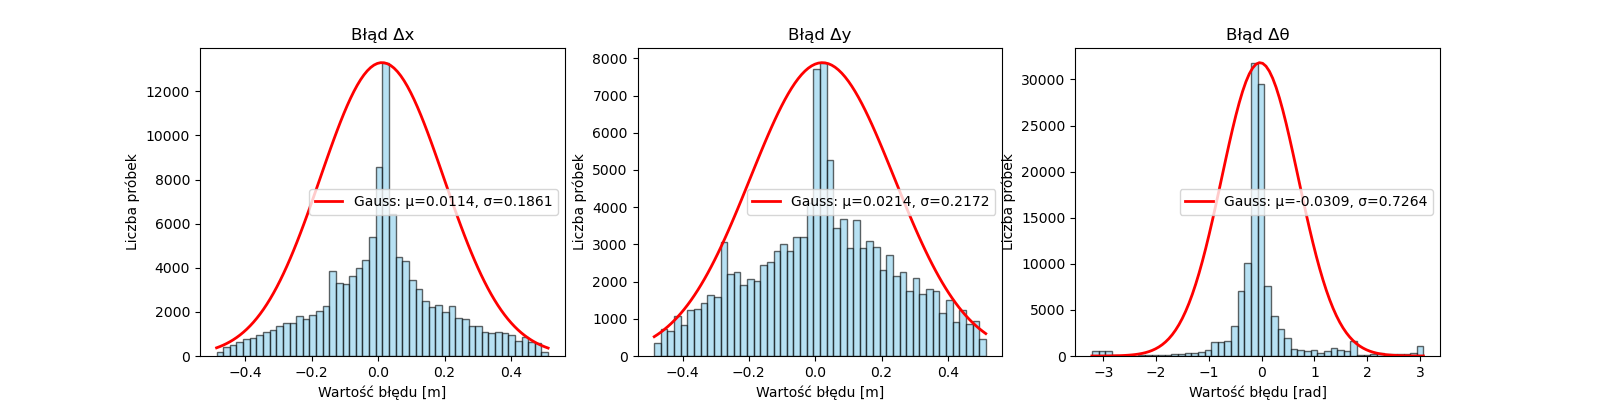 Błąd Δx
Liczba próbek
12000
10000
8000
6000
4000
2000
0
Gauss: μ=0.0114, σ=0.1861
−0.4 −0.2 0.0 0.2 0.4
Wartość błędu [m]
Błąd Δy
Liczba próbek
8000
7000
6000
5000
4000
3000
2000
1000
0
Gauss: μ=0.0214, σ=0.2172
−0.4 −0.2 0.0 0.2 0.4
Wartość błędu [m]
Błąd Δθ
Liczba próbek
30000
25000
20000
15000
10000
5000
0
Gauss: μ=-0.0309, σ=0.7264
−3 −2 −1 0 1 2 3
Wartość błędu [rad]